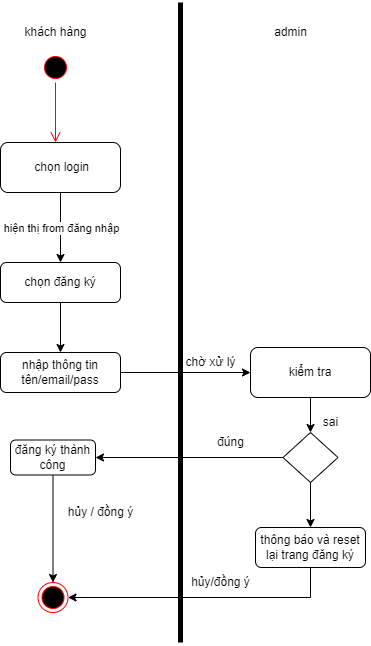 khách hàng
admin
chọn login
hiện thị from đăng nhập
chọn đăng ký
nhập thông tin
tên/email/pass
chờ xử lý
kiểm tra
sai
đúng
đăng ký thành
công
hủy / đồng ý
thông báo và reset
lại trang đăng ký
hủy/đồng ý